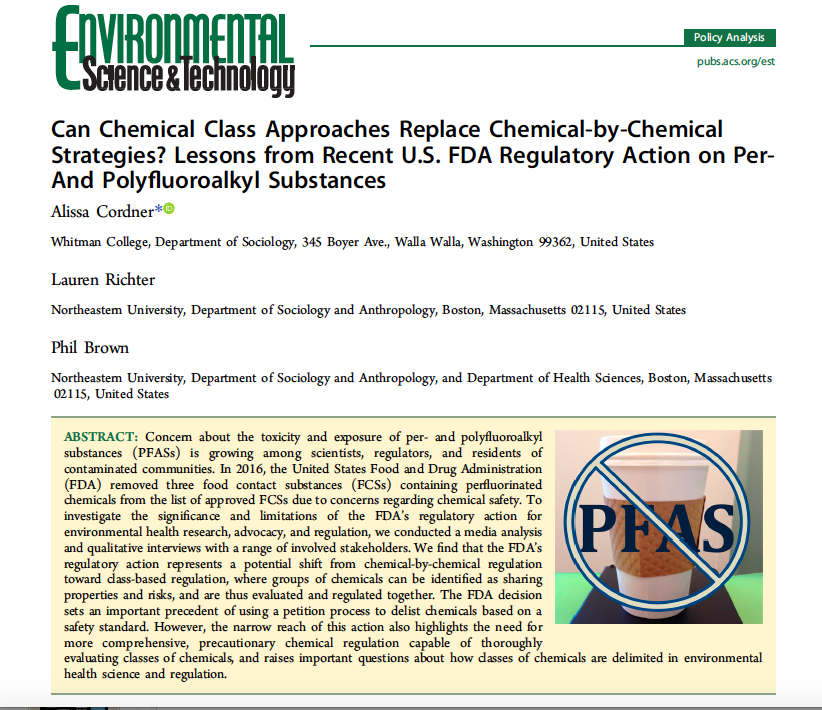 ENVIRONMENTAL
Science & Technology
Policy Analysis
pubs.acs.org/est
Can Chemical Class Approaches Replace Chemical-by-Chemical
Strategies? Lessons from Recent U.S. FDA Regulatory Action on Per-
And Polyfluoroalkyl Substances
Alissa Cordner*
iD
Whitman College, Department of Sociology, 345 Boyer Ave., Walla Walla, Washington 99362, United States
Lauren Richter
Northeastern University, Department of Sociology and Anthropology, Boston, Massachusetts 02115, United States
Phil Brown
Northeastern University, Department of Sociology and Anthropology, and Department of Health Sciences, Boston, Massachusetts
02115, United States
ABSTRACT: Concern about the toxicity and exposure of per- and polyfluoroalkyl
substances (PFASs) is growing among scientists, regulators, and residents of
contaminated communities. In 2016, the United States Food and Drug Administration
(FDA) removed three food contact substances (FCSs) containing perfluorinated
chemicals from the list of approved FCSs due to concerns regarding chemical safety. To
investigate the significance and limitations of the FDA's regulatory action for
environmental health research, advocacy, and regulation, we conducted a media analysis
and qualitative interviews with a range of involved stakeholders. We find that the FDA's
regulatory action represents a potential shift from chemical-by-chemical regulation
toward class-based regulation, where groups of chemicals can be identified as sharing
properties and risks, and are thus evaluated and regulated together. The FDA decision
sets an important precedent of using a petition process to delist chemicals based on a
safety standard. However, the narrow reach of this action also highlights the need for
more comprehensive, precautionary chemical regulation capable of thoroughly
evaluating classes of chemicals, and raises important questions about how classes of chemicals are delimited in environmental
health science and regulation.
PFAS